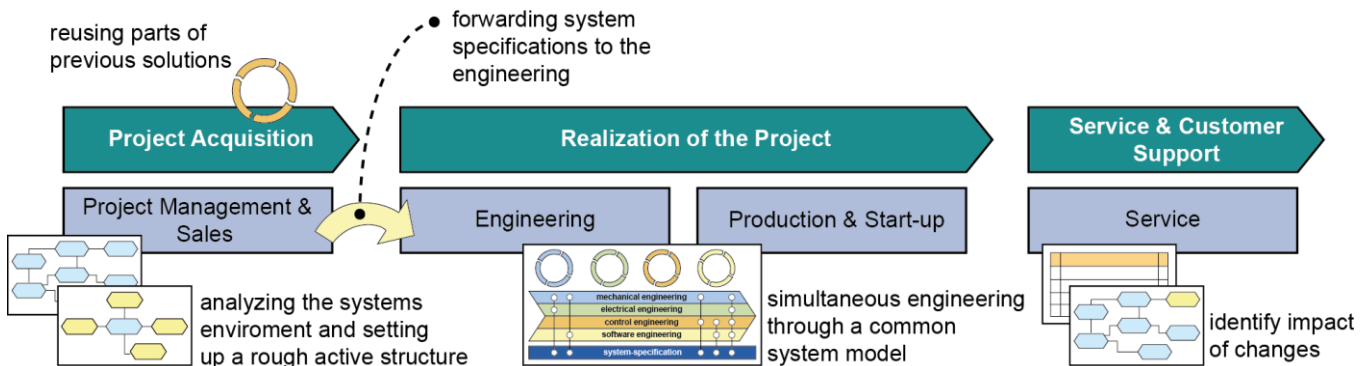 reusing parts of
previous solutions
forwarding system
specifications to the
engineering
Project Acquisition
Realization of the Project
Service & Customer
Support
Project Management &
Sales
Engineering
Production & Start-up
Service
analyzing the systems
enviroment and setting
up a rough active structure
mechanical engineering
electrical engineering
control engineering
software engineering
system-specification
simultaneous engineering
through a common
system model
identify impact
of changes